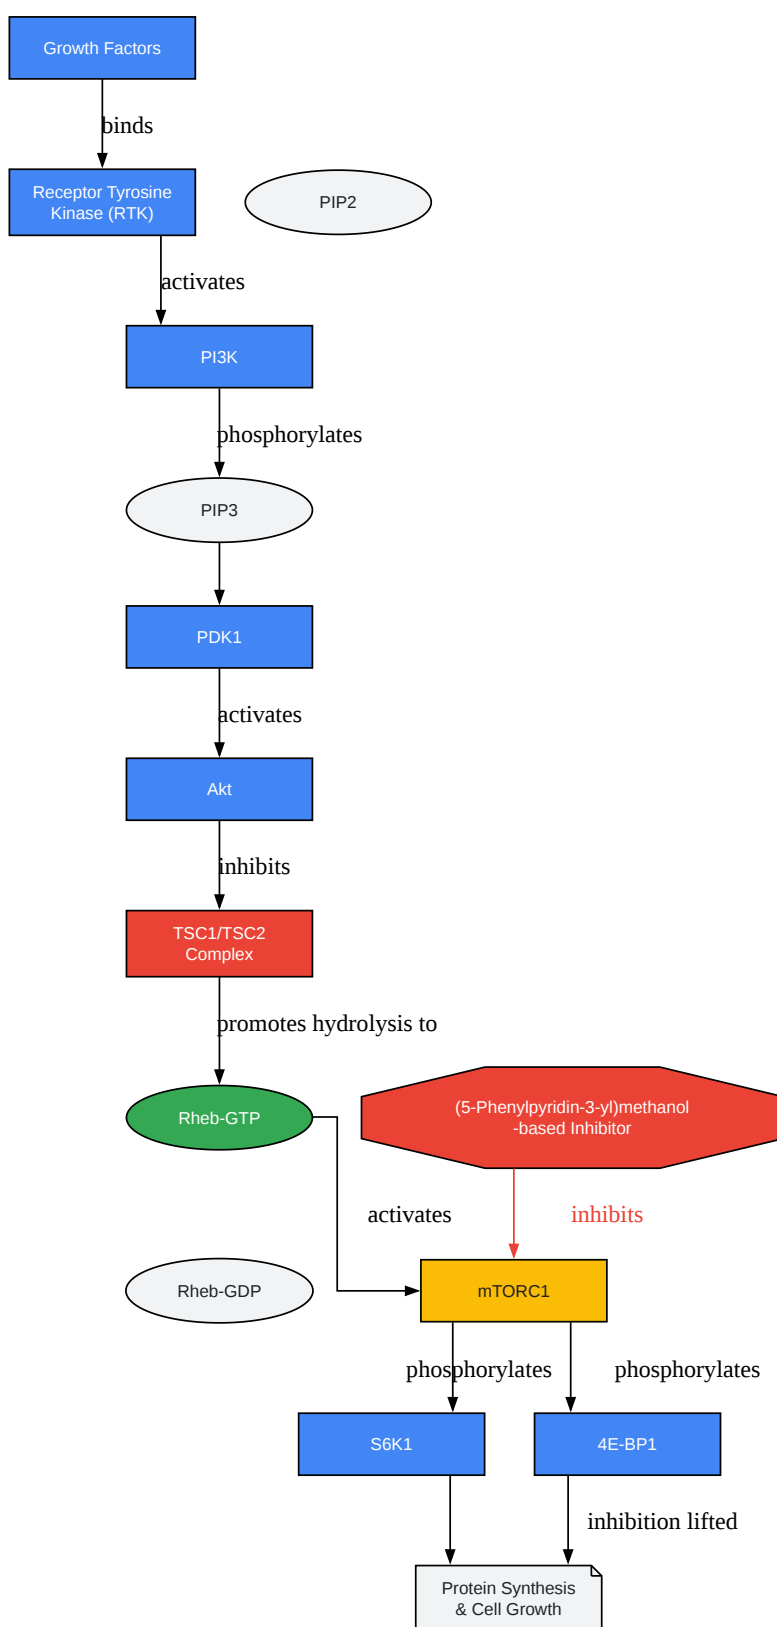 Growth Factors
binds
Receptor Tyrosine
Kinase (RTK)
PIP2
activates
PI3K
phosphorylates
PIP3
PDK1
activates
Akt
inhibits
TSC1/TSC2
Complex
promotes hydrolysis to
Rheb-GTP
(5-Phenylpyridin-3-yl)methanol
-based Inhibitor
activates
inhibits
Rheb-GDP
mTORC1
phosphorylates
phosphorylates
S6K1
4E-BP1
inhibition lifted
Protein Synthesis
& Cell Growth